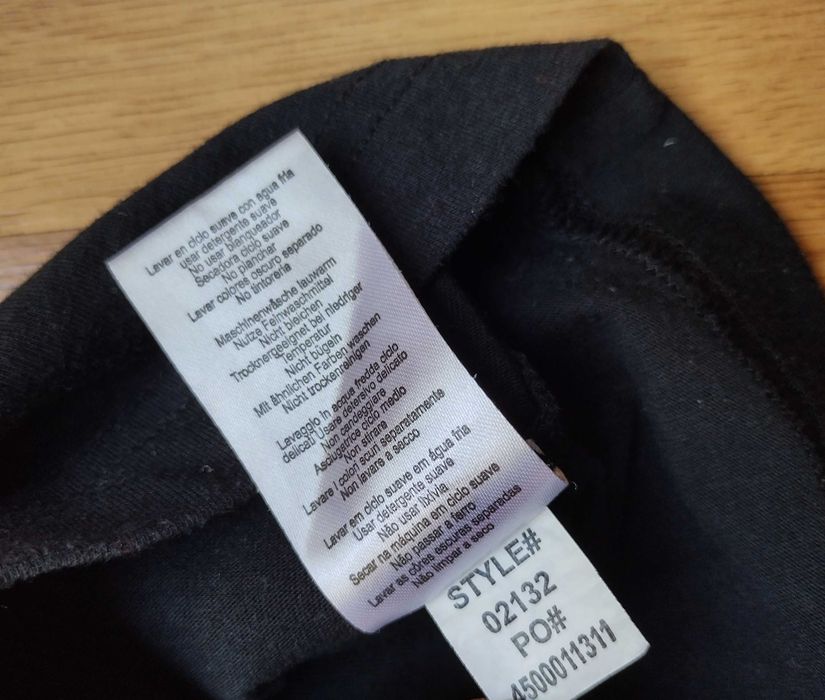 Lavar en ciclo suave con agua fria
usar detergente suave
No usar blanqueador
Secadora ciclo suave
No planchar
Lavar colores oscuro separado
No tintoreria
Maschinenwäsche lauwarm
Nutze Feinwaschmittel
Nicht bleichen
Trocknergeeignet bei niedriger
Temperatur
Nicht bügeln
Mit ähnlichen Farben waschen
Nicht trockenreinigen
Lavaggio in acqua fredda ciclo
delicati Usare detersivo delicato
Non candeggiare
Asciugatrice ciclo medio
Non stirare
Lavare i colori scuri separatamente
Non lavars a secco
Lavar em ciclo suave em água fria
Usar detergente suave
Não usar lixívia
Secar na máquina em ciclo suave
Não passar a ferro
Lavar as côres escuras separadas
Não limpar a seco
STYLE#
02132
PO#
4500011311